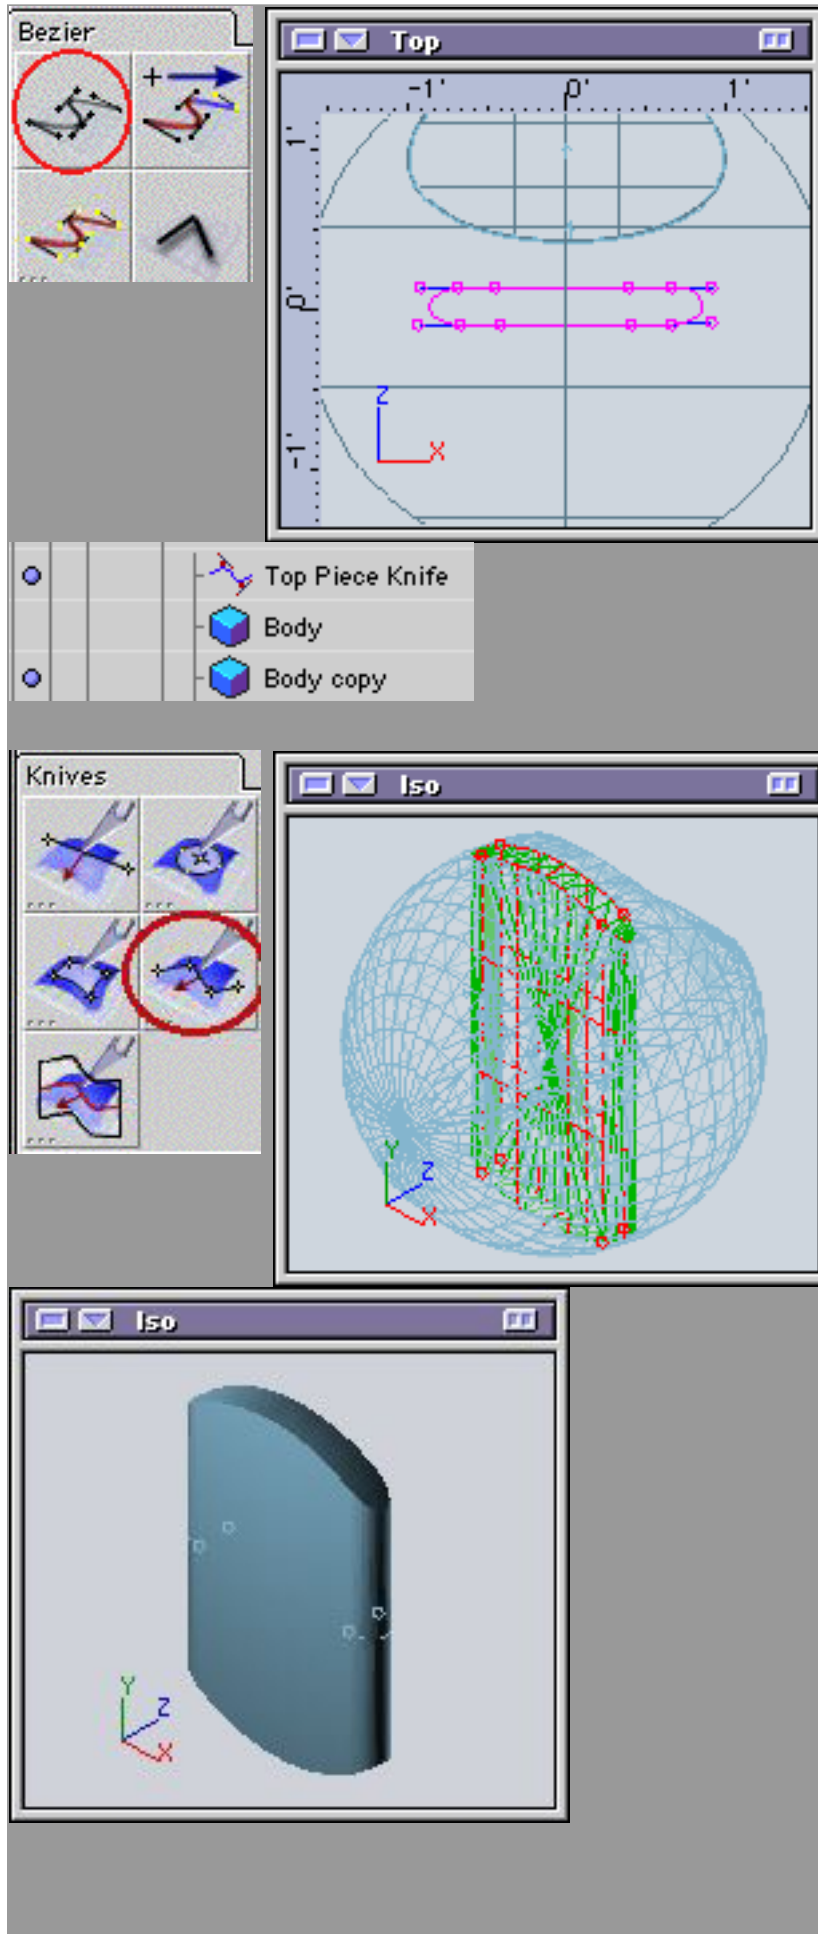 Bezier
Top
-1' 0' 1'
1'
0'
-1'
Z
X
Top Piece Knife
Body
Body copy
Knives
Iso
Y
Z
X
Iso
Y
Z
X